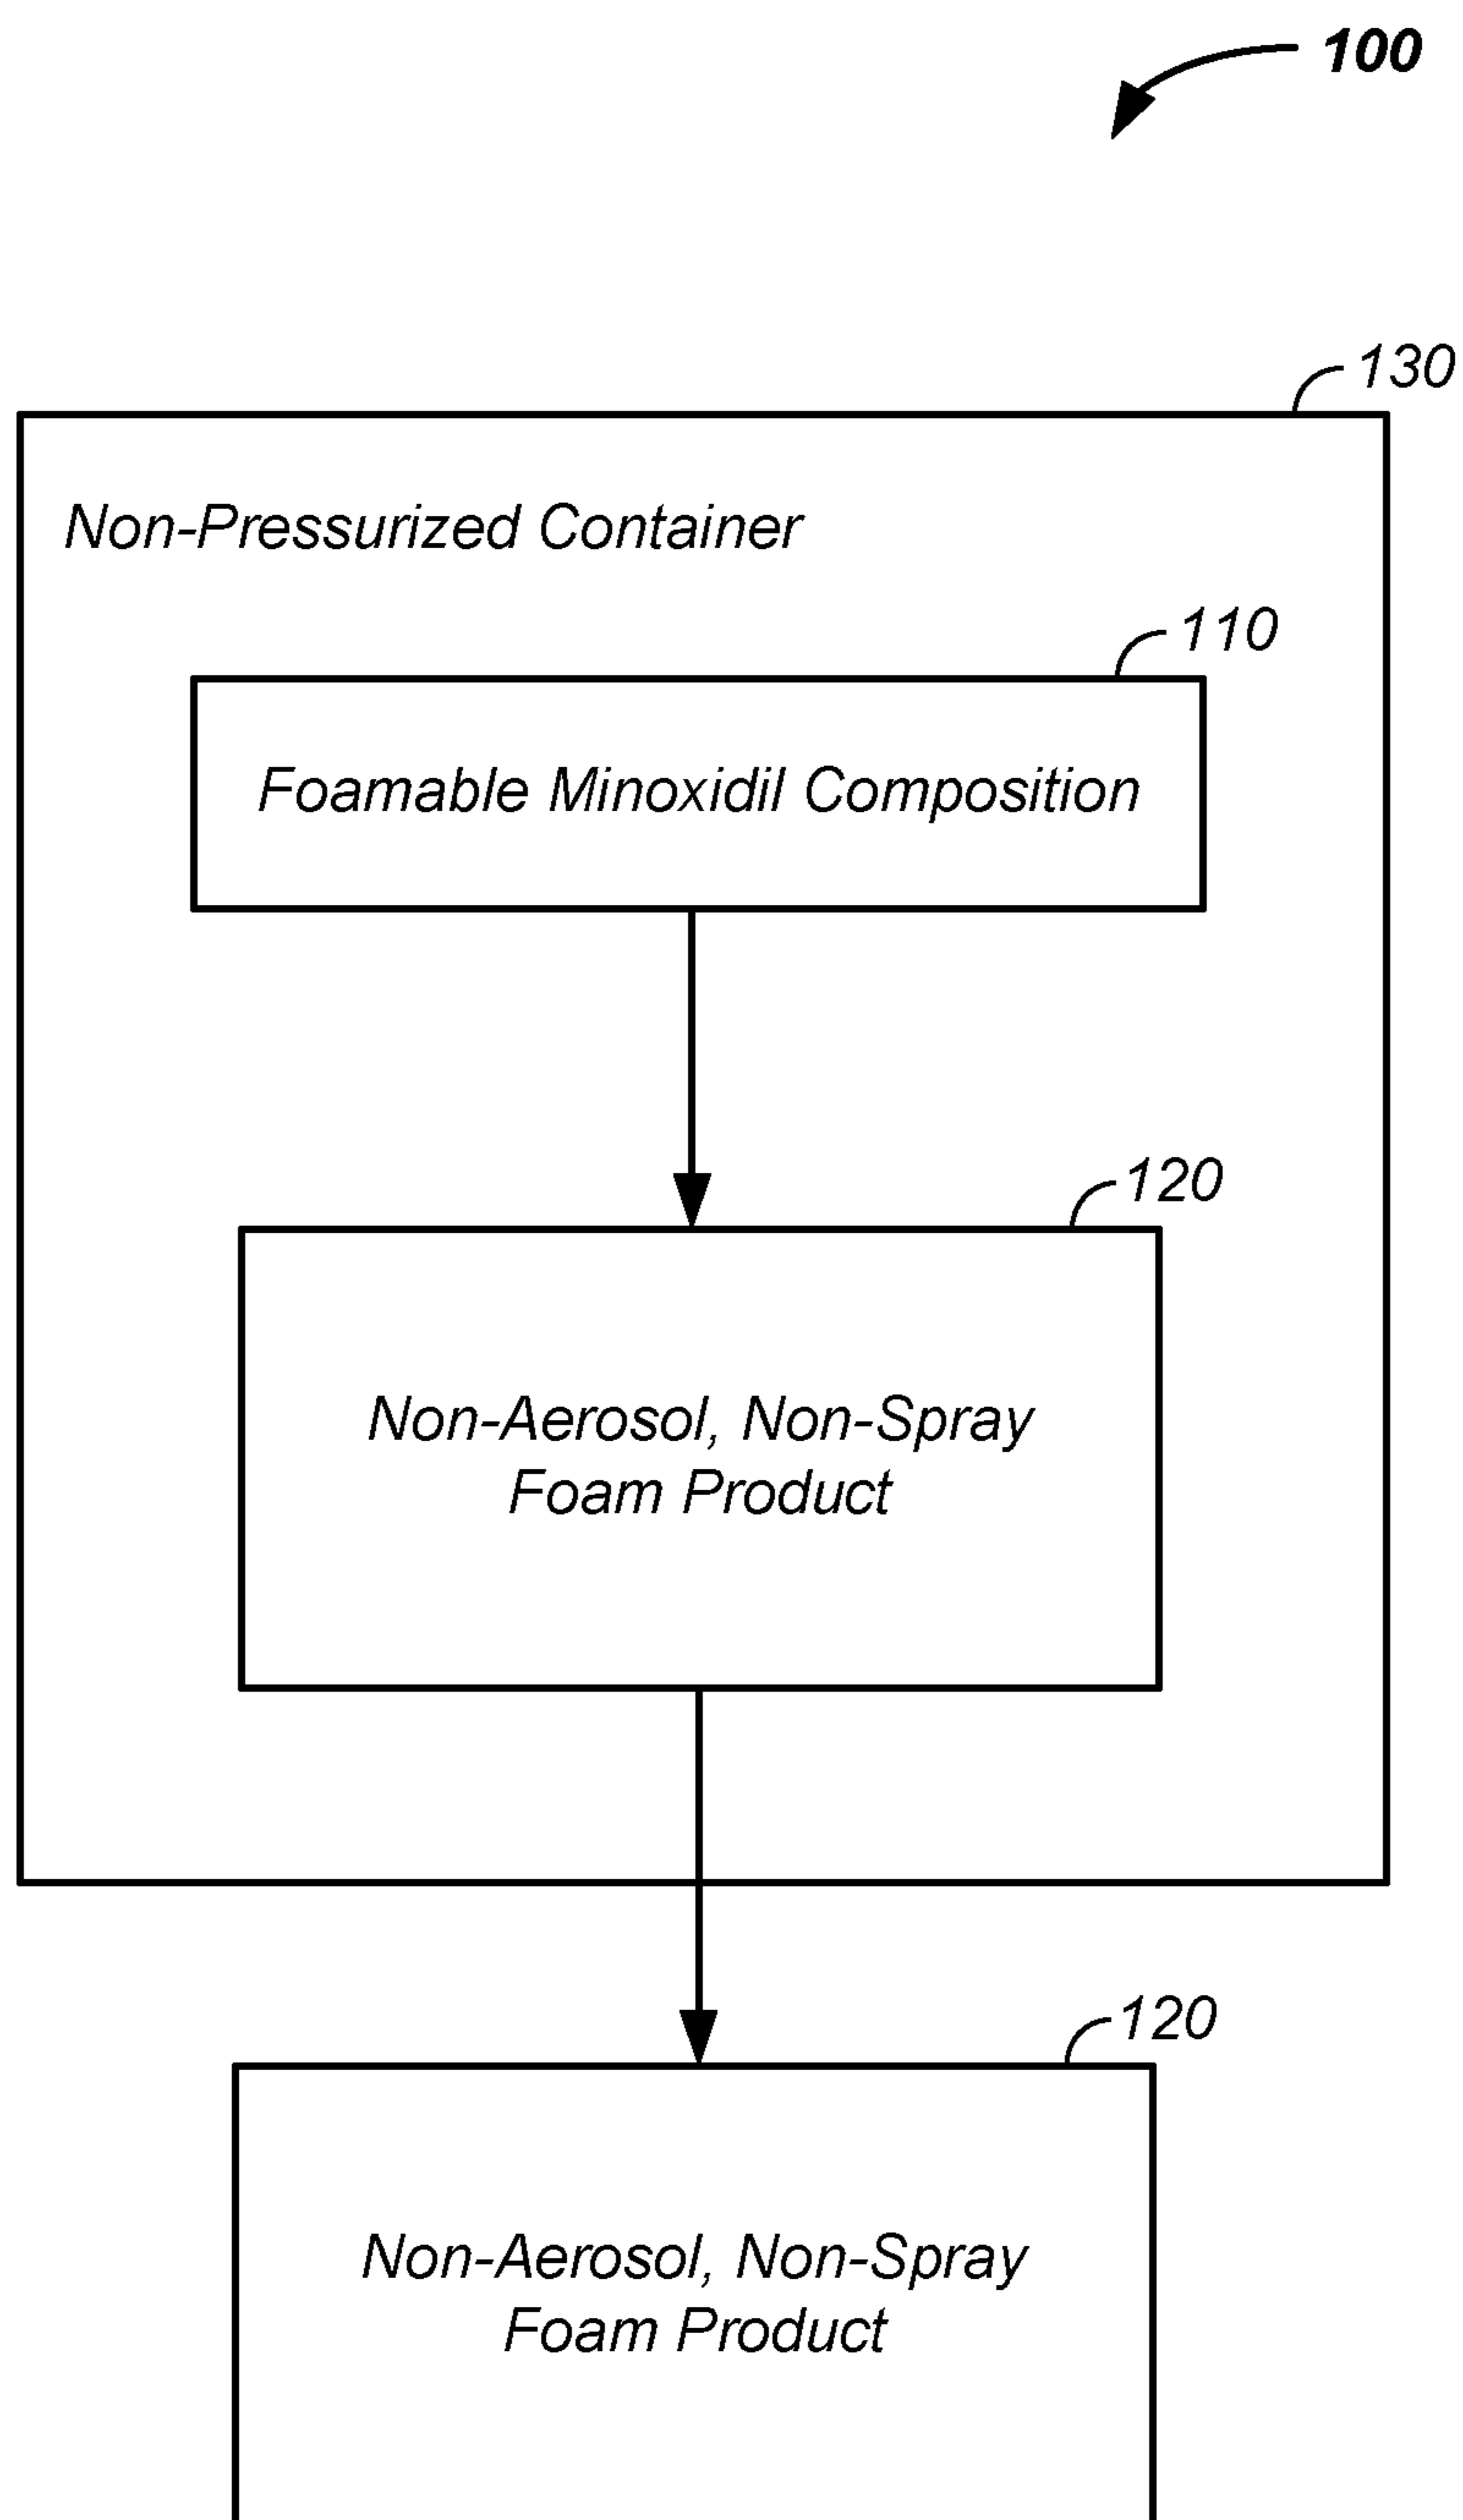 100
130
Non-Pressurized Container
110
Foamable Minoxidil Composition
120
Non-Aerosol, Non-Spray
Foam Product
120
Non-Aerosol, Non-Spray
Foam Product